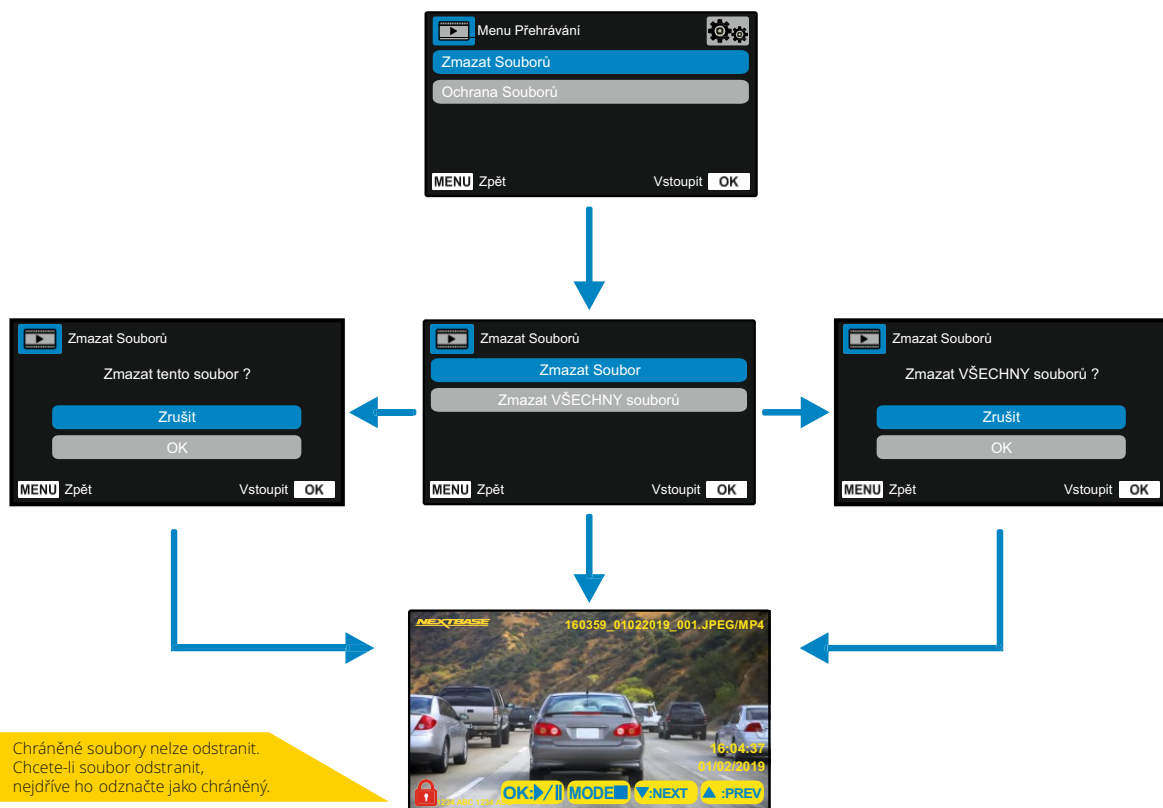 Menu Přehrávání
Zmazat Souborů
Ochrana Souborů
MENU Zpět Vstoupit OK
Zmazat Souborů
Zmazat tento soubor ?
Zrušit
OK
MENU Zpět Vstoupit OK
Zmazat Souborů
Zmazat Soubor
Zmazat VŠECHNY souborů
MENU Zpět Vstoupit OK
Zmazat Souborů
Zmazat VŠECHNY souborů ?
Zrušit
OK
MENU Zpět Vstoupit OK
NEXTBASE 160359_01022019_001.JPEG/MP4
16:04:37
01/02/2019
OK:▶/|| MODE■ ▼:NEXT ▲ :PREV
Chráněné soubory nelze odstranit.
Chcete-li soubor odstranit,
nejdříve ho odznačte jako chráněný.